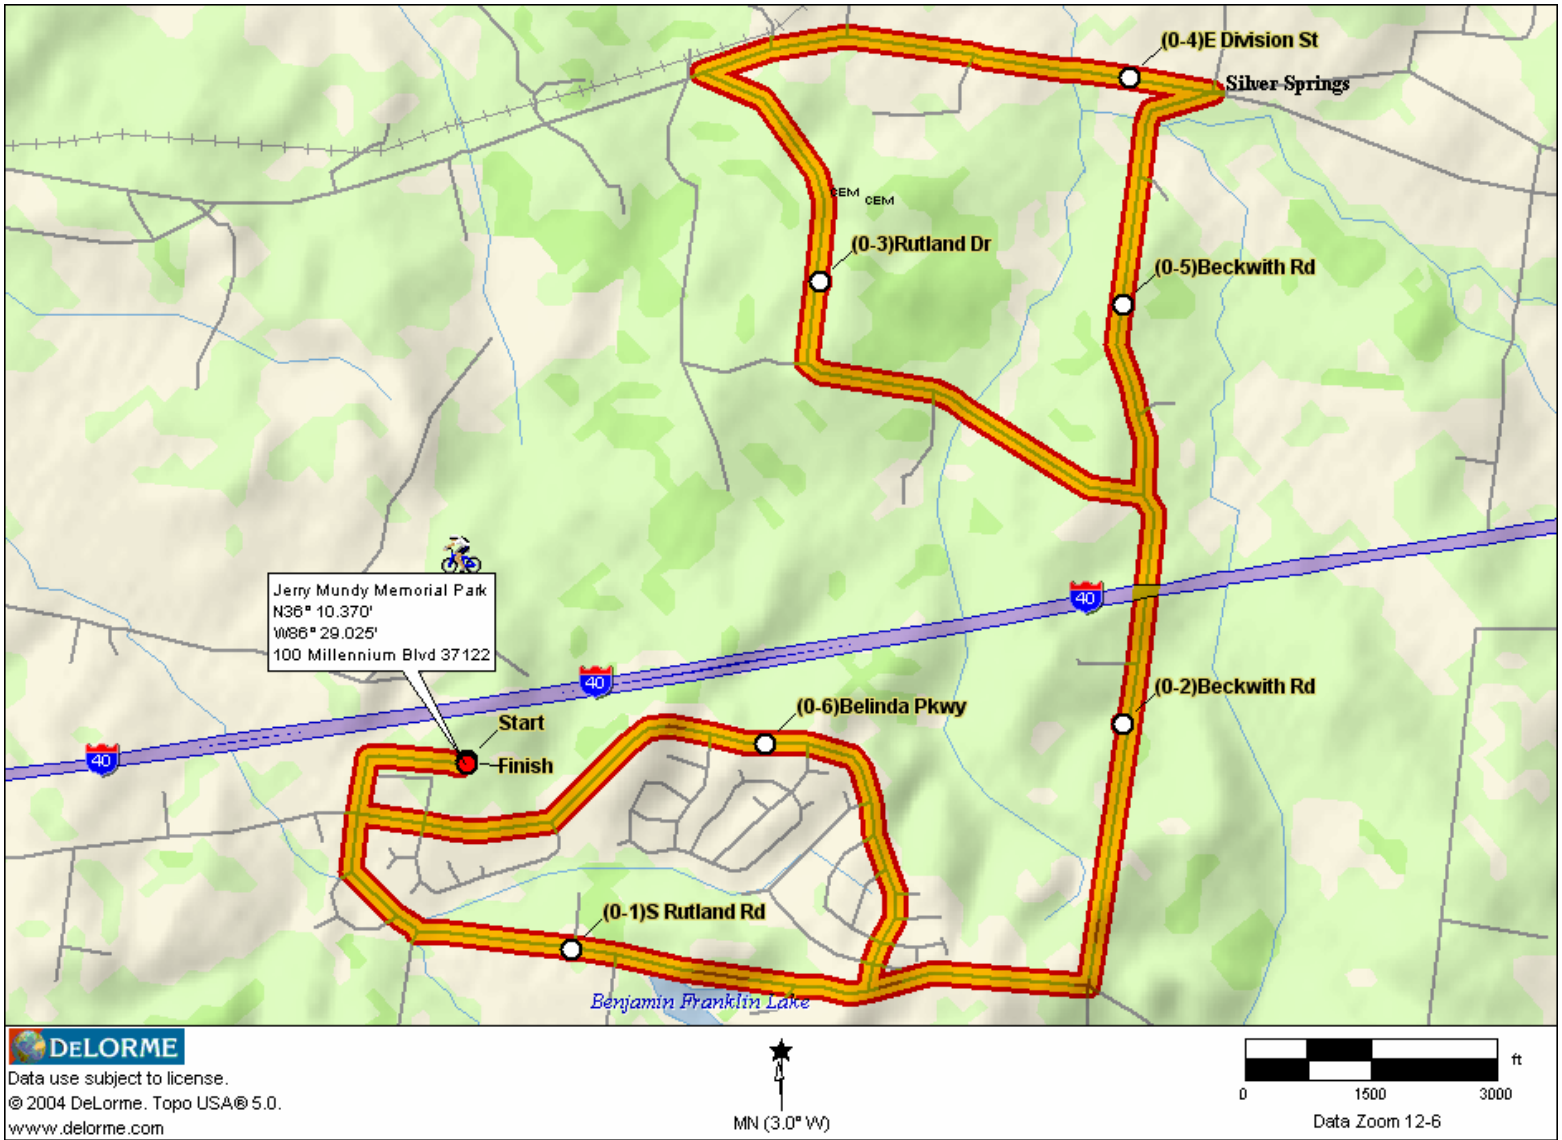 (0-4)E Division St
Silver Springs
CEM
CEM
(0-3)Rutland Dr
(0-5)Beckwith Rd
Jerry Mundy Memorial Park
N36° 10.370'
W86° 29.025'
100 Millennium Blvd 37122
40
40
40
(0-2)Beckwith Rd
(0-6)Belinda Pkwy
Start
Finish
(0-1)S Rutland Rd
Benjamin Franklin Lake
DELORME
Data use subject to license.
© 2004 DeLorme. Topo USA® 5.0.
www.delorme.com
MN (3.0° W)
ft
0 1500 3000
Data Zoom 12-6